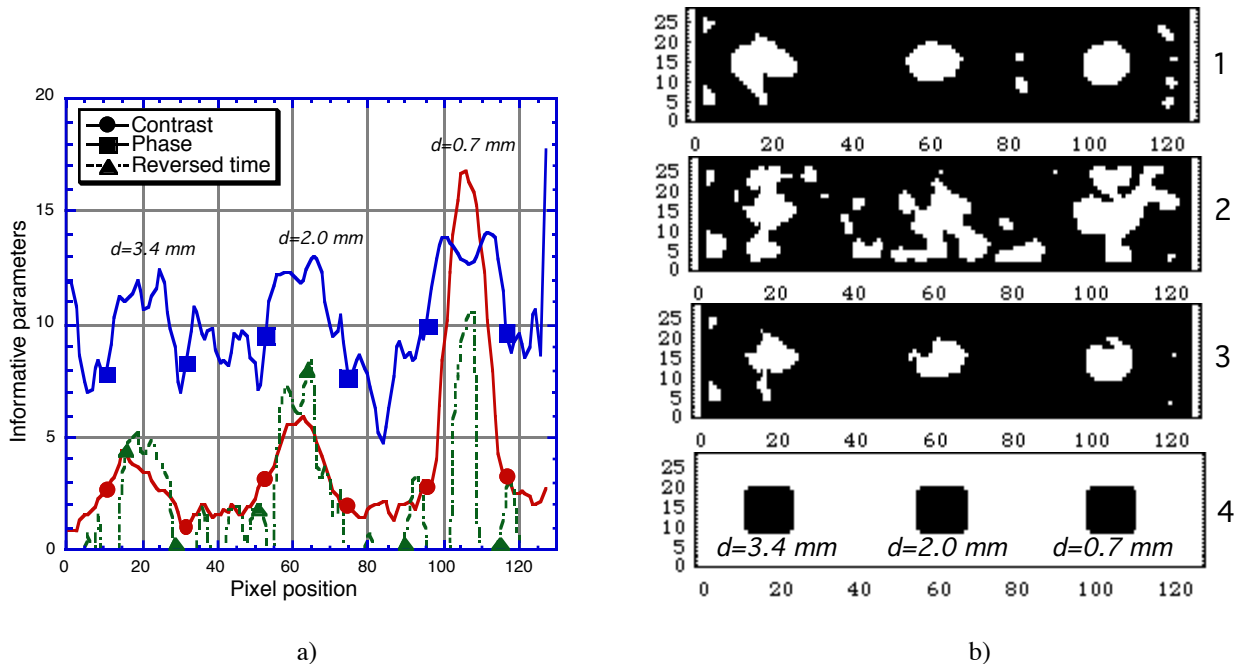 20
15
10
5
0
Informative parameters
Contrast
Phase
Reversed time
d=3.4 mm
d=2.0 mm
d=0.7 mm
0 20 40 60 80 100 120
Pixel position
a)
25
20
15
10
5
0
0 20 40 60 80 100 120
1
25
20
15
10
5
0
0 20 40 60 80 100 120
2
25
20
15
10
5
0
0 20 40 60 80 100 120
3
25
20
15
10
5
0
d=3.4 mm d=2.0 mm d=0.7 mm
0 20 40 60 80 100 120
4
b)